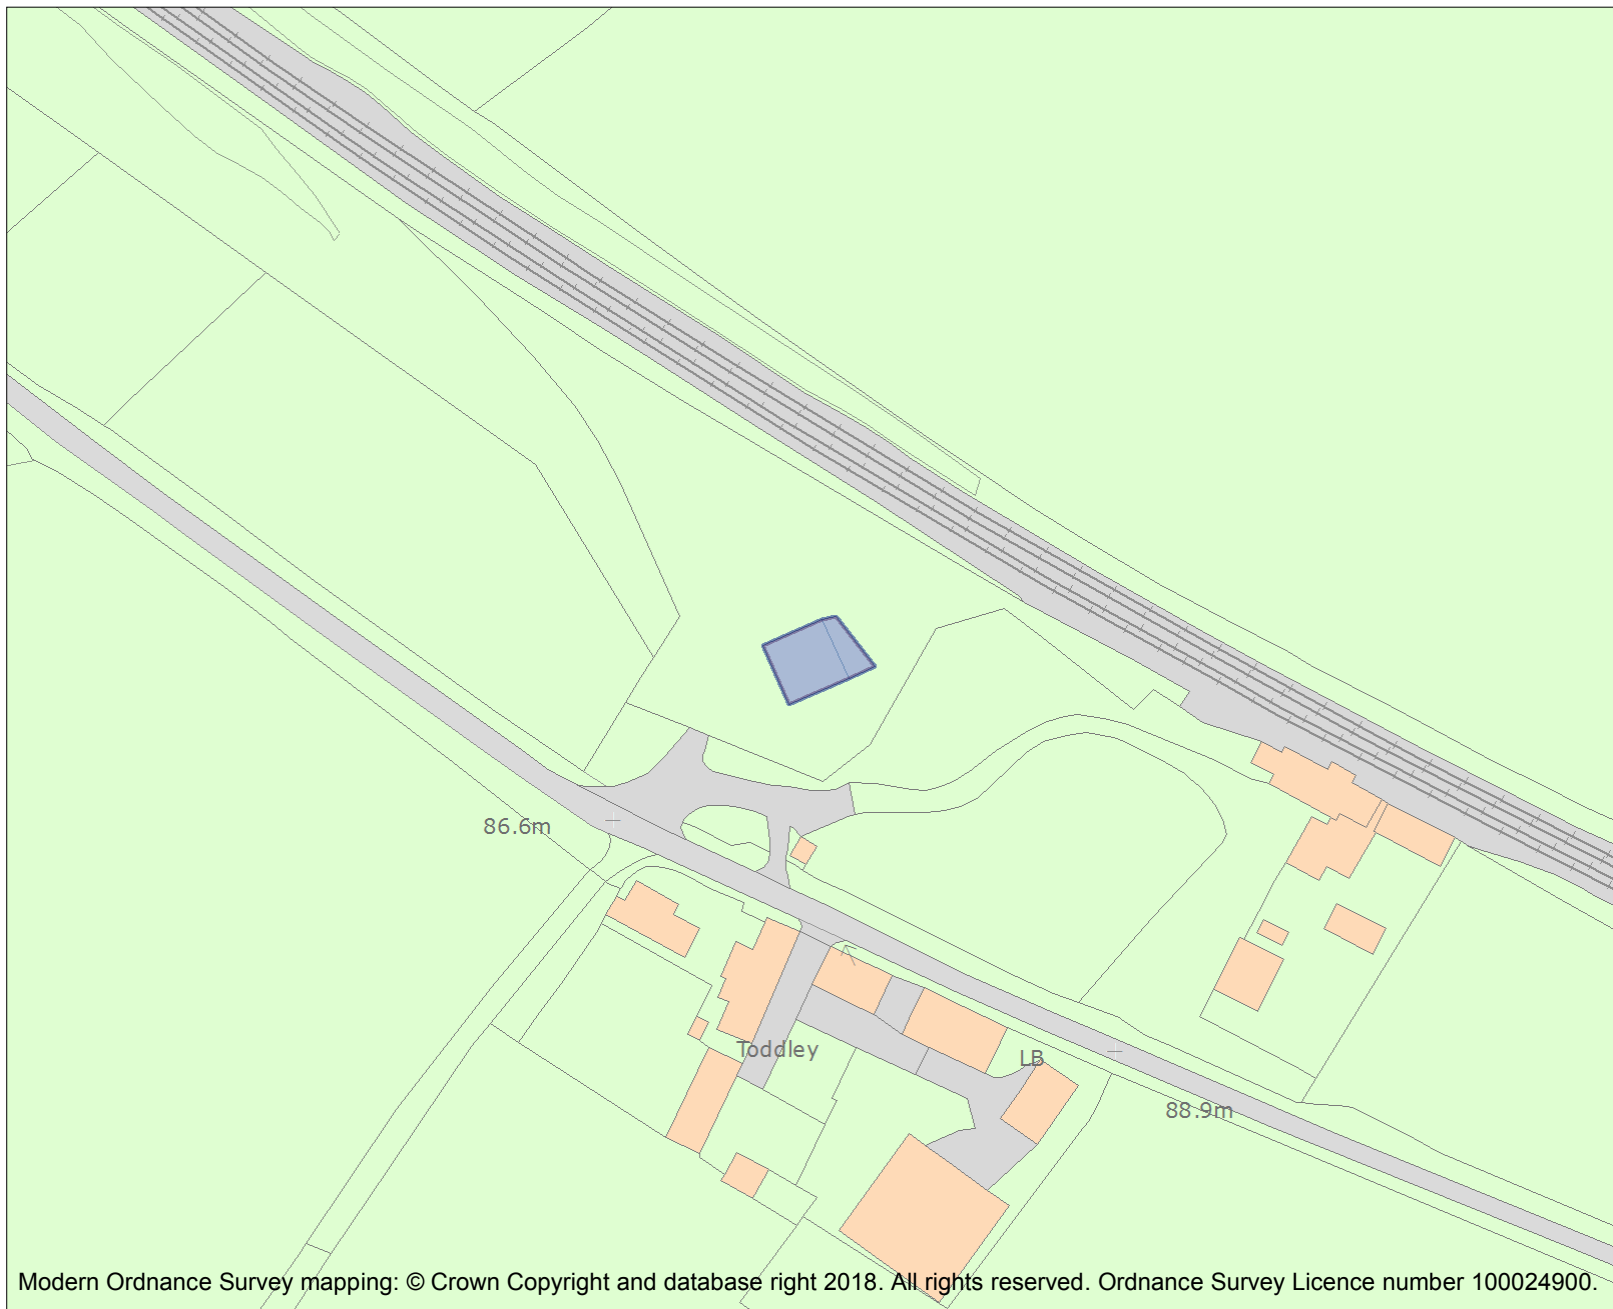 86.6m
Toddley
LB
88.9m
Modern Ordnance Survey mapping: © Crown Copyright and database right 2018. All rights reserved. Ordnance Survey Licence number 100024900.